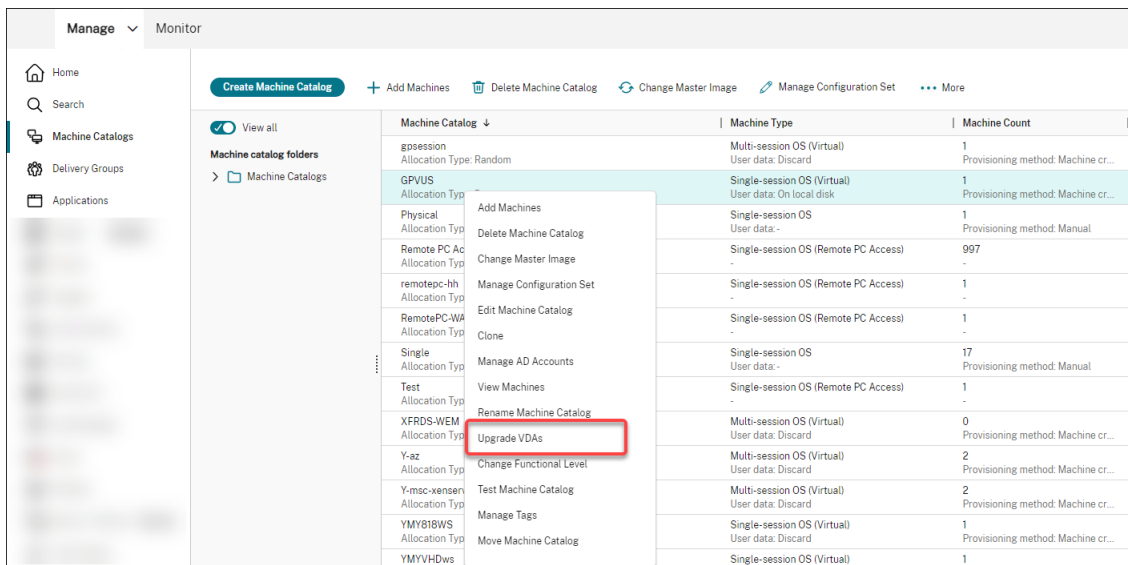 Manage Monitor
Home
Search
Machine Catalogs
Delivery Groups
Applications
Create Machine Catalog Add Machines Delete Machine Catalog Change Master Image Manage Configuration Set ••• More
View all
Machine catalog folders
Machine Catalogs
Machine Catalog ↓ Machine Type Machine Count
gpsession Multi-session OS (Virtual) 1
Allocation Type: Random User data: Discard Provisioning method: Machine cr...
GPVUS Single-session OS (Virtual) 1
Allocation Typ User data: On local disk Provisioning method: Machine cr...
Physical Single-session OS 1
Allocation Typ User data:- Provisioning method: Manual
Remote PC Ac Single-session OS (Remote PC Access) 997
Allocation Typ - -
remotepc-hh Single-session OS (Remote PC Access) 1
Allocation Typ - -
RemotePC-WA Single-session OS (Remote PC Access) 1
Allocation Typ - -
Single Single-session OS 17
Allocation Typ User data:- Provisioning method: Manual
Test Single-session OS (Remote PC Access) 1
Allocation Typ - -
XFRDS-WEM Multi-session OS (Virtual) 0
Allocation Typ User data: Discard Provisioning method: Machine cr...
Y-az Multi-session OS (Virtual) 2
Allocation Typ User data: Discard Provisioning method: Machine cr...
Y-msc-xenserv Multi-session OS (Virtual) 2
Allocation Typ User data: Discard Provisioning method: Machine cr...
YMY818WS Single-session OS (Virtual) 1
Allocation Typ User data: Discard Provisioning method: Machine cr...
YMYVHDws Single-session OS (Virtual) 1
Add Machines
Delete Machine Catalog
Change Master Image
Manage Configuration Set
Edit Machine Catalog
Clone
Manage AD Accounts
View Machines
Rename Machine Catalog
Upgrade VDAs
Change Functional Level
Test Machine Catalog
Manage Tags
Move Machine Catalog